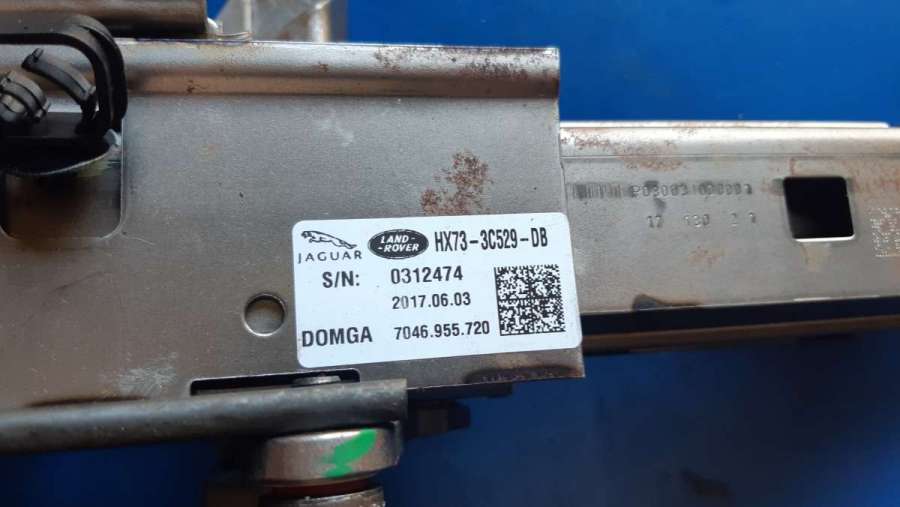 JAGUAR LAND-ROVER HX73-3C529-DB
S/N: 0312474
2017.06.03
DOMGA 7046.955.720